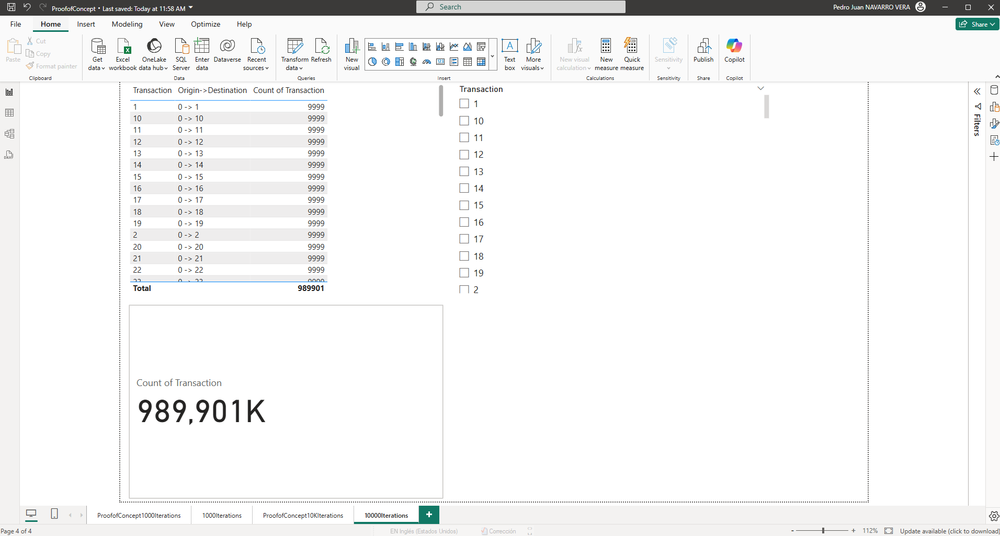 ProofofConcept • Last saved: Today at 11:58 AM
Search
Pedro Juan NAVARRO VERA
File Home Insert Modeling View Optimize Help
Share
Paste
Cut
Copy
Format painter
Clipboard
Get data
Excel workbook
OneLake data hub
SQL Server
Enter data
Dataverse
Recent sources
Data
Transform data
Refresh
Queries
New visual
Text box
More visuals
Insert
New visual calculation
New measure
Quick measure
Calculations
Sensitivity
Sensitivity
Publish
Share
Copilot
Copilot
Transaction Origin->Destination Count of Transaction
1 0 -> 1 9999
10 0 -> 10 9999
11 0 -> 11 9999
12 0 -> 12 9999
13 0 -> 13 9999
14 0 -> 14 9999
15 0 -> 15 9999
16 0 -> 16 9999
17 0 -> 17 9999
18 0 -> 18 9999
19 0 -> 19 9999
2 0 -> 2 9999
20 0 -> 20 9999
21 0 -> 21 9999
22 0 -> 22 9999
Total 989901
Transaction
1
10
11
12
13
14
15
16
17
18
19
2
Filters
Count of Transaction
989,901K
ProofofConcept1000Iterations 1000Iterations ProofofConcept10KIterations 10000Iterations +
Page 4 of 4
EN Inglés (Estados Unidos)
Corrección
- + 112%
Update available (click to download)